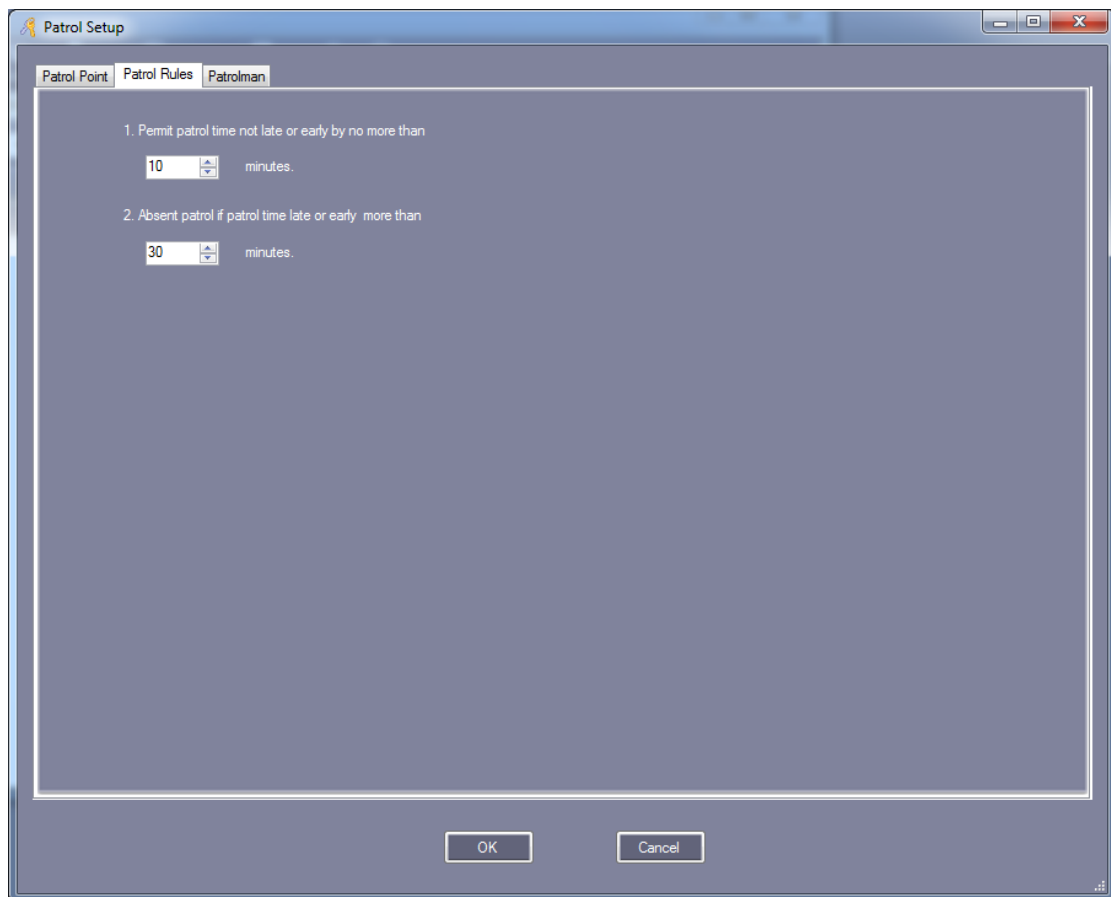 Patrol Setup
Patrol Point Patrol Rules Patrolman
1. Permit patrol time not late or early by no more than
10 minutes.
2. Absent patrol if patrol time late or early  more than
30 minutes.
OK Cancel